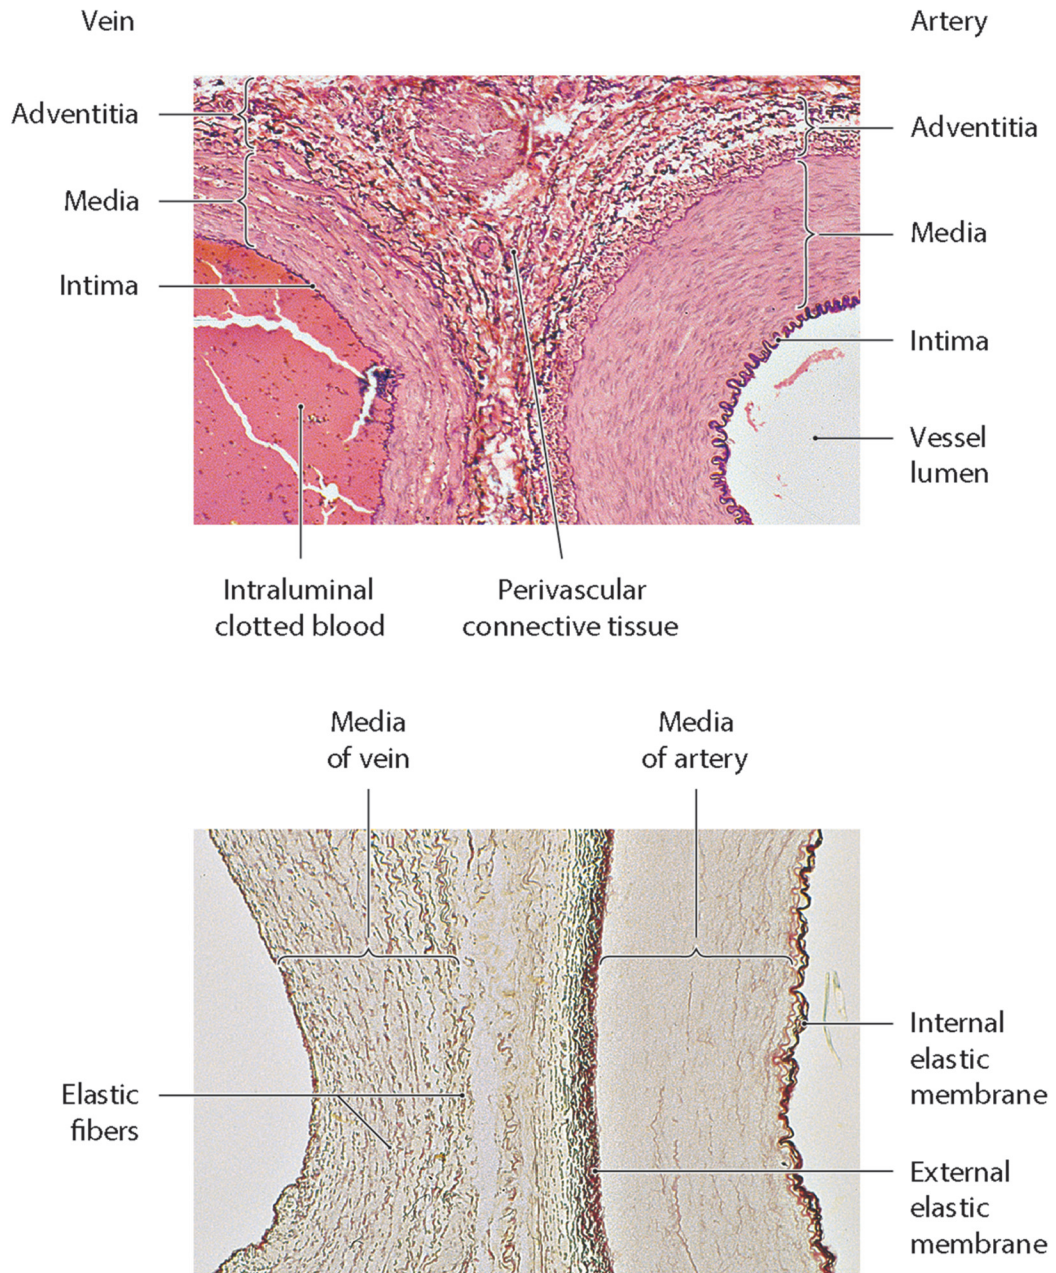 Vein
Artery
Adventitia
Adventitia
Media
Media
Intima
Intima
Vessel
lumen
Intraluminal
clotted blood
Perivascular
connective tissue
Media
of vein
Media
of artery
Internal
elastic
membrane
Elastic
fibers
External
elastic
membrane